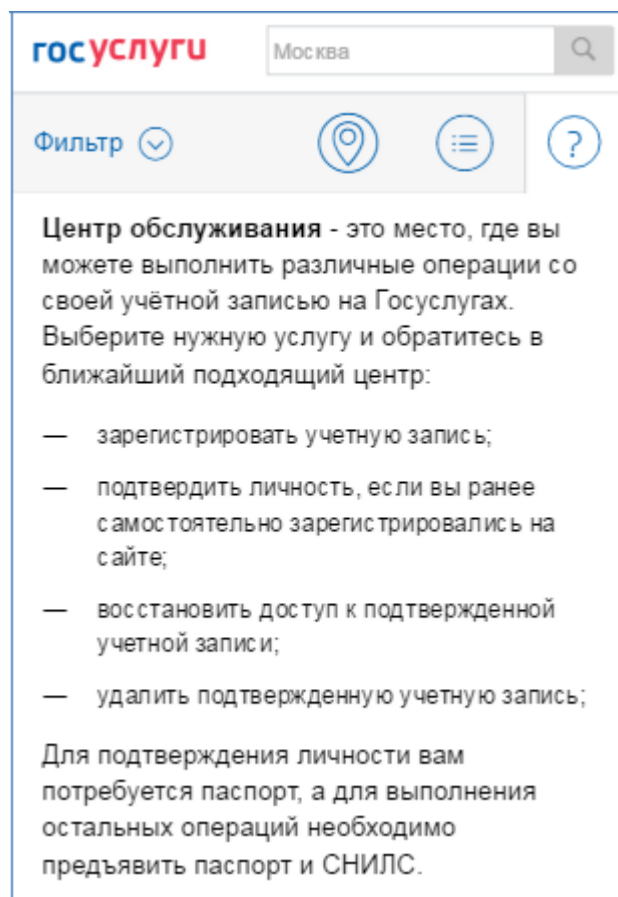 госуслуги
Москва
Фильтр
?
Центр обслуживания - это место, где вы
можете выполнить различные операции со
своей учётной записью на Госуслугах.
Выберите нужную услугу и обратитесь в
ближайший подходящий центр:
— зарегистрировать учетную запись;
— подтвердить личность, если вы ранее
самостоятельно зарегистрировались на
сайте;
— восстановить доступ к подтвержденной
учетной записи;
— удалить подтвержденную учетную запись;
Для подтверждения личности вам
потребуется паспорт, а для выполнения
остальных операций необходимо
предъявить паспорт и СНИЛС.